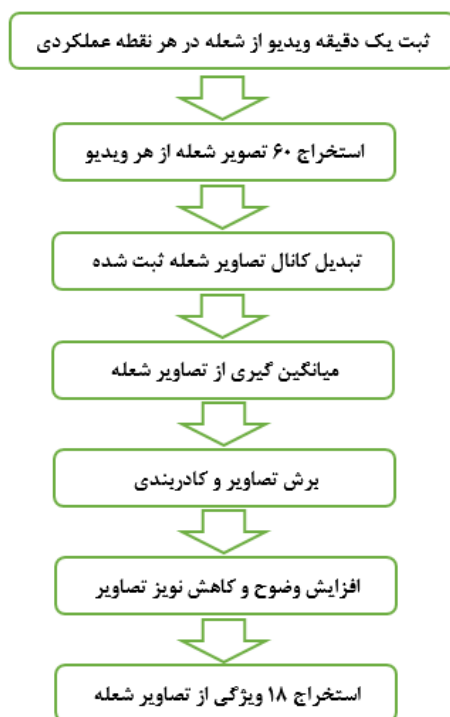 ثبت یک دقیقه ویدیو از شعله در هر نقطه عملکردی
استخراج ۶۰ تصویر شعله از هر ویدیو
تبدیل کانال تصاویر شعله ثبت شده
میانگین گیری از تصاویر شعله
برش تصاویر و کادربندی
افزایش وضوح و کاهش نویز تصاویر
استخراج ۱۸ ویژگی از تصاویر شعله